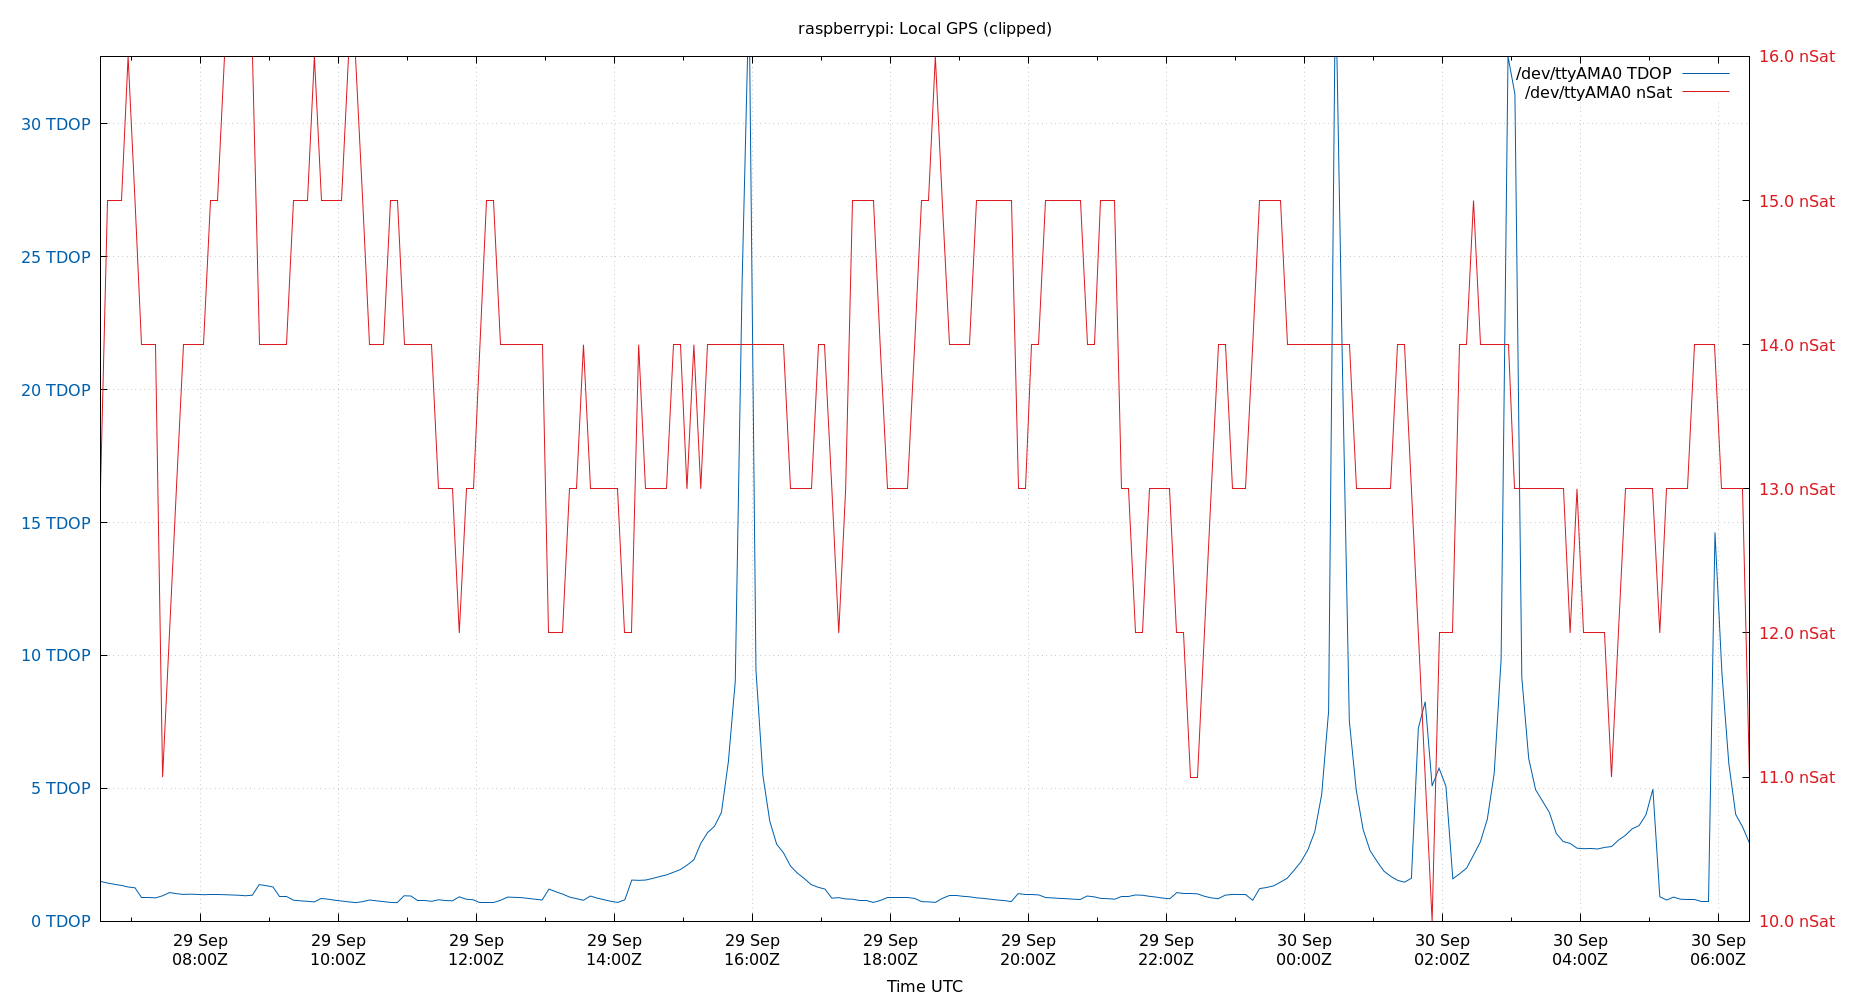 raspberrypi: Local GPS (clipped)
/dev/ttyAMA0 TDOP
/dev/ttyAMA0 nSat
30 TDOP
25 TDOP
20 TDOP
15 TDOP
10 TDOP
5 TDOP
0 TDOP
16.0 nSat
15.0 nSat
14.0 nSat
13.0 nSat
12.0 nSat
11.0 nSat
10.0 nSat
29 Sep
08:00Z
29 Sep
10:00Z
29 Sep
12:00Z
29 Sep
14:00Z
29 Sep
16:00Z
29 Sep
18:00Z
29 Sep
20:00Z
29 Sep
22:00Z
30 Sep
00:00Z
30 Sep
02:00Z
30 Sep
04:00Z
30 Sep
06:00Z
Time UTC